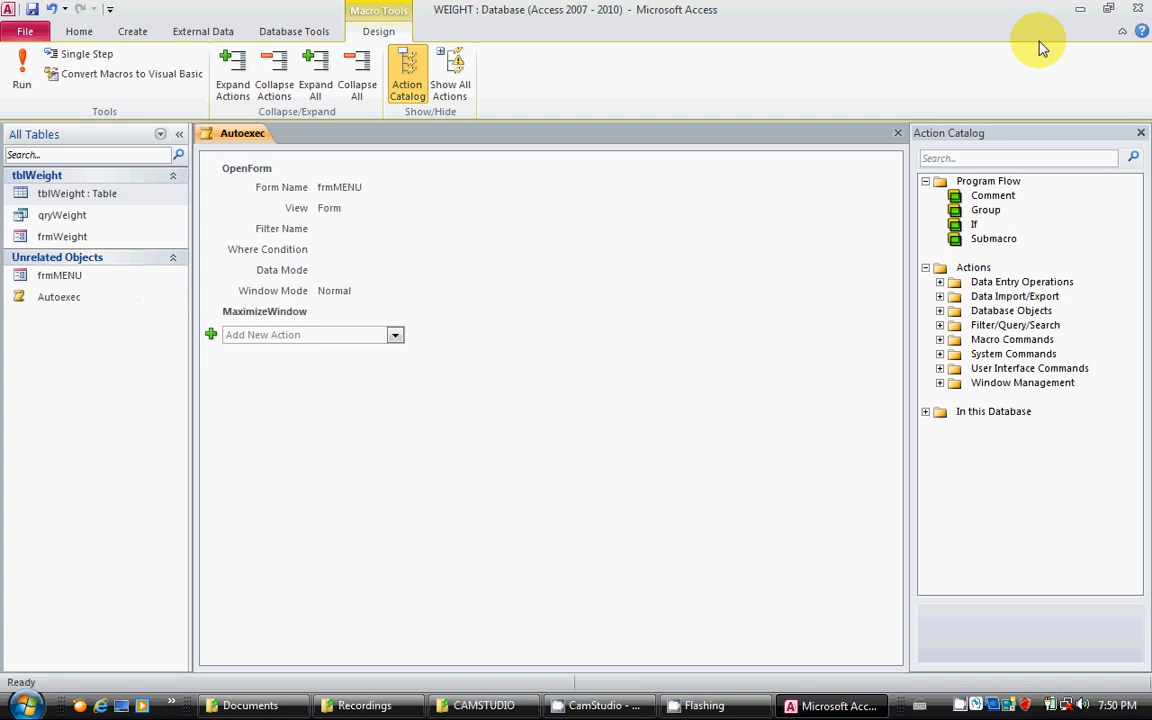 Macro Tools
WEIGHT : Database (Access 2007 - 2010) - Microsoft Access
File Home Create External Data Database Tools Design
Run
Single Step
Convert Macros to Visual Basic
Expand Actions
Collapse Actions
Expand All
Collapse All
Action Catalog
Show All Actions
Tools Collapse/Expand Show/Hide
All Tables
Search...
tblWeight
tblWeight : Table
qryWeight
frmWeight
Unrelated Objects
frmMENU
Autoexec
Autoexec
OpenForm
Form Name frmMENU
View Form
Filter Name
Where Condition
Data Mode
Window Mode Normal
MaximizeWindow
Add New Action
Action Catalog
Search...
Program Flow
Comment
Group
If
Submacro
Actions
Data Entry Operations
Data Import/Export
Database Objects
Filter/Query/Search
Macro Commands
System Commands
User Interface Commands
Window Management
In this Database
Ready
Documents Recordings CAMSTUDIO CamStudio - ... Flashing Microsoft Acc... 7:50 PM